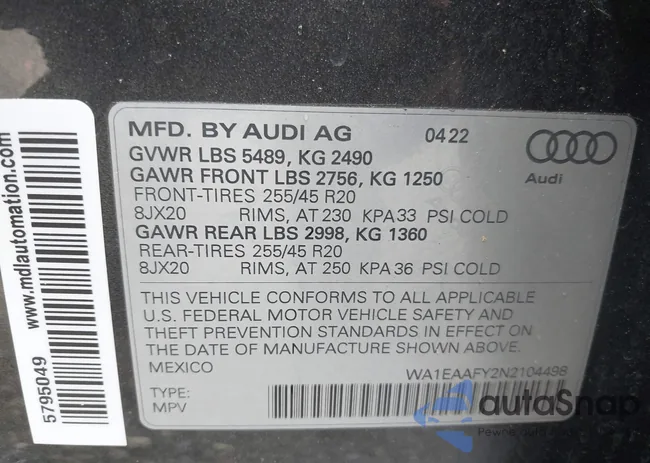 MFD. BY AUDI AG 04 22
GVWR LBS 5489, KG 2490
GAWR FRONT LBS 2756, KG 1250
FRONT-TIRES 255/45 R20
8JX20 RIMS, AT 230 KPA33 PSI COLD
GAWR REAR LBS 2998, KG 1360
REAR-TIRES 255/45 R20
8JX20 RIMS, AT 250 KPA 36 PSI COLD
THIS VEHICLE CONFORMS TO ALL APPLICABLE
U.S. FEDERAL MOTOR VEHICLE SAFETY AND
THEFT PREVENTION STANDARDS IN EFFECT ON
THE DATE OF MANUFACTURE SHOWN ABOVE.
MEXICO WA1EAAFY2N2104498
TYPE:
MPV
Audi
www.mdlautomation.com
5795049
autoSnap